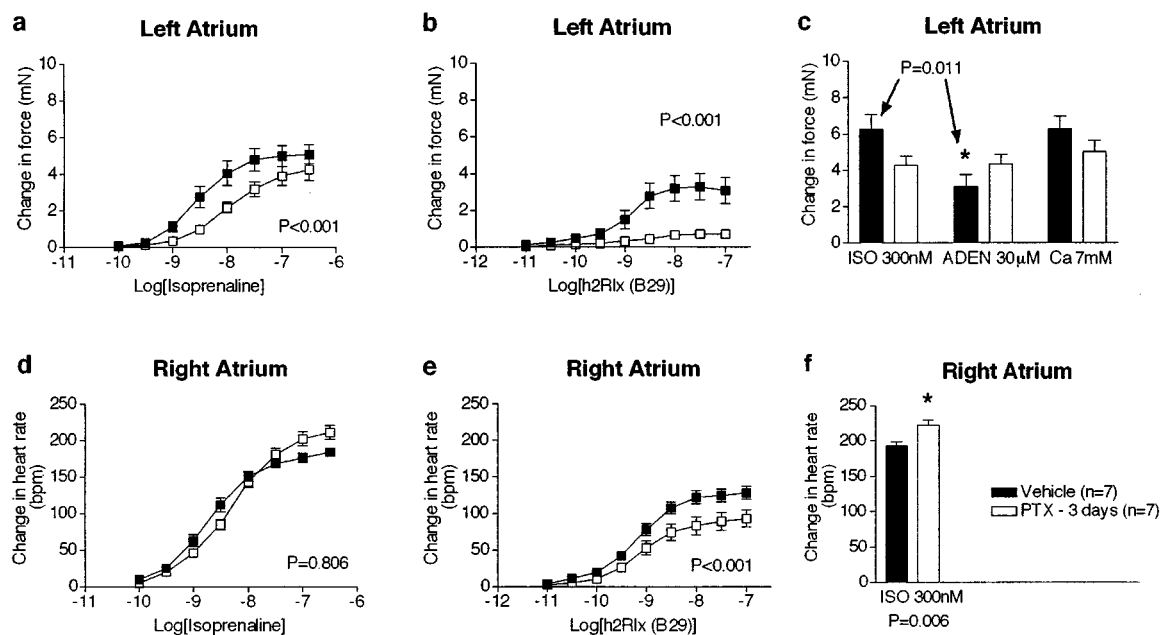 a
Left Atrium
Change in force (mN)
10
8
6
4
2
0
P<0.001
-11 -10 -9 -8 -7 -6
Log[Isoprenaline]
b
Left Atrium
Change in force (mN)
10
8
6
4
2
0
P<0.001
-12 -11 -10 -9 -8 -7
Log[h2Rlx (B29)]
c
Left Atrium
Change in force (mN)
10
8
6
4
2
0
P=0.011
*
ISO 300nM ADEN 30µM Ca 7mM
d
Right Atrium
Change in heart rate
(bpm)
250
200
150
100
50
0
P=0.806
-11 -10 -9 -8 -7 -6
Log[Isoprenaline]
e
Right Atrium
Change in heart rate
(bpm)
250
200
150
100
50
0
P<0.001
-12 -11 -10 -9 -8 -7
Log[h2Rlx (B29)]
f
Right Atrium
Change in heart rate
(bpm)
250
200
150
100
50
0
*
Vehicle (n=7)
PTX - 3 days (n=7)
ISO 300nM
P=0.006